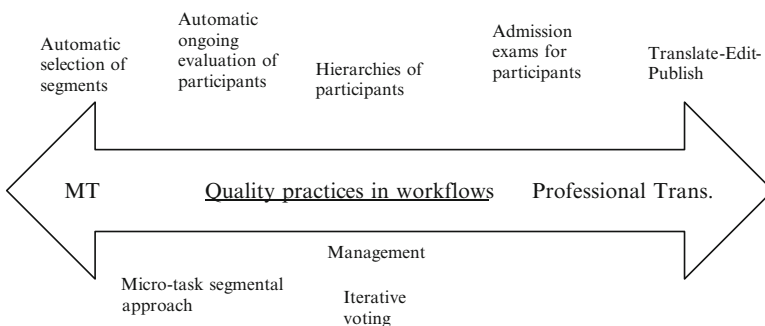 Automatic
selection of
segments
Automatic
ongoing
evaluation of
participants
Hierarchies of
participants
Admission
exams for
participants
Translate-Edit-
Publish
MT
Quality practices in workflows
Professional Trans.
Management
Micro-task segmental
approach
Iterative
voting